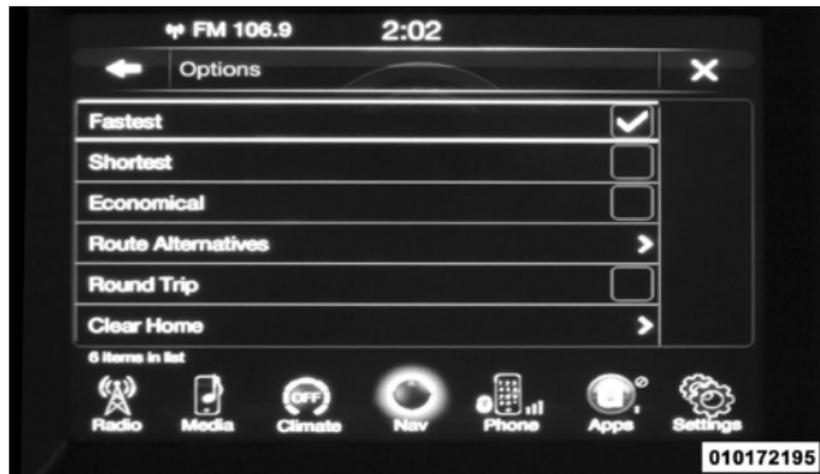 FM 106.9 2:02
Options
Fastest
Shortest
Economical
Route Alternatives
Round Trip
Clear Home
6 items in list
OFF
Radio Media Climate Nav Phone Apps Settings
010172195